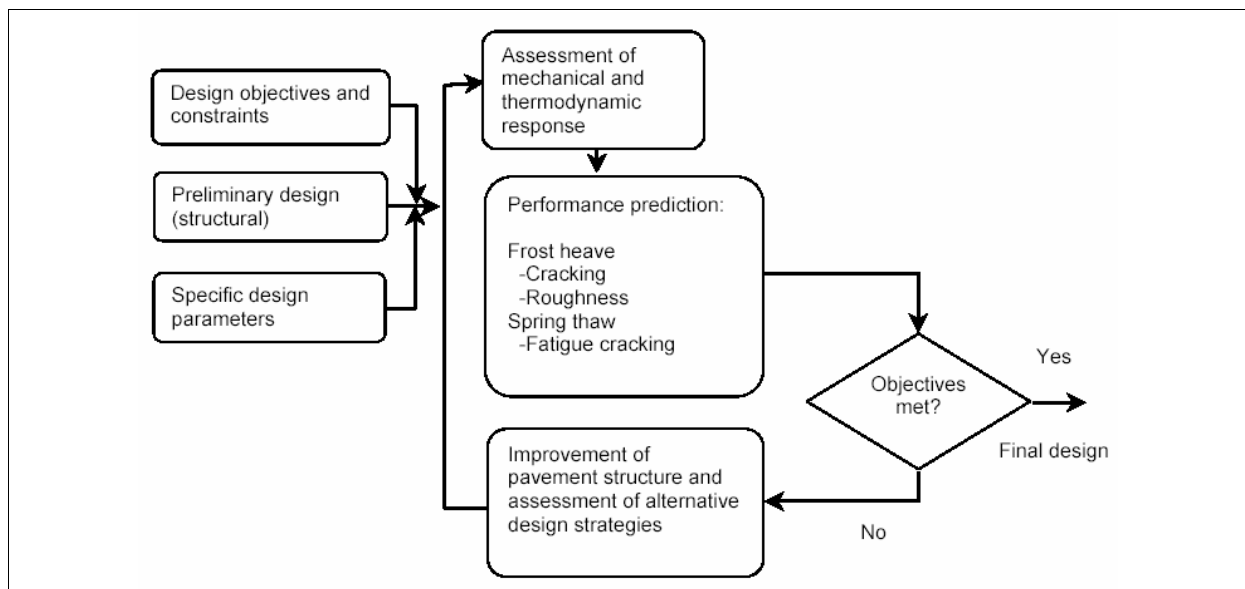 Design objectives and
constraints
Preliminary design
(structural)
Specific design
parameters
Assessment of
mechanical and
thermodynamic
response
Performance prediction:
Frost heave
-Cracking
-Roughness
Spring thaw
-Fatigue cracking
Objectives
met?
Yes
Final design
No
Improvement of
pavement structure and
assessment of alternative
design strategies